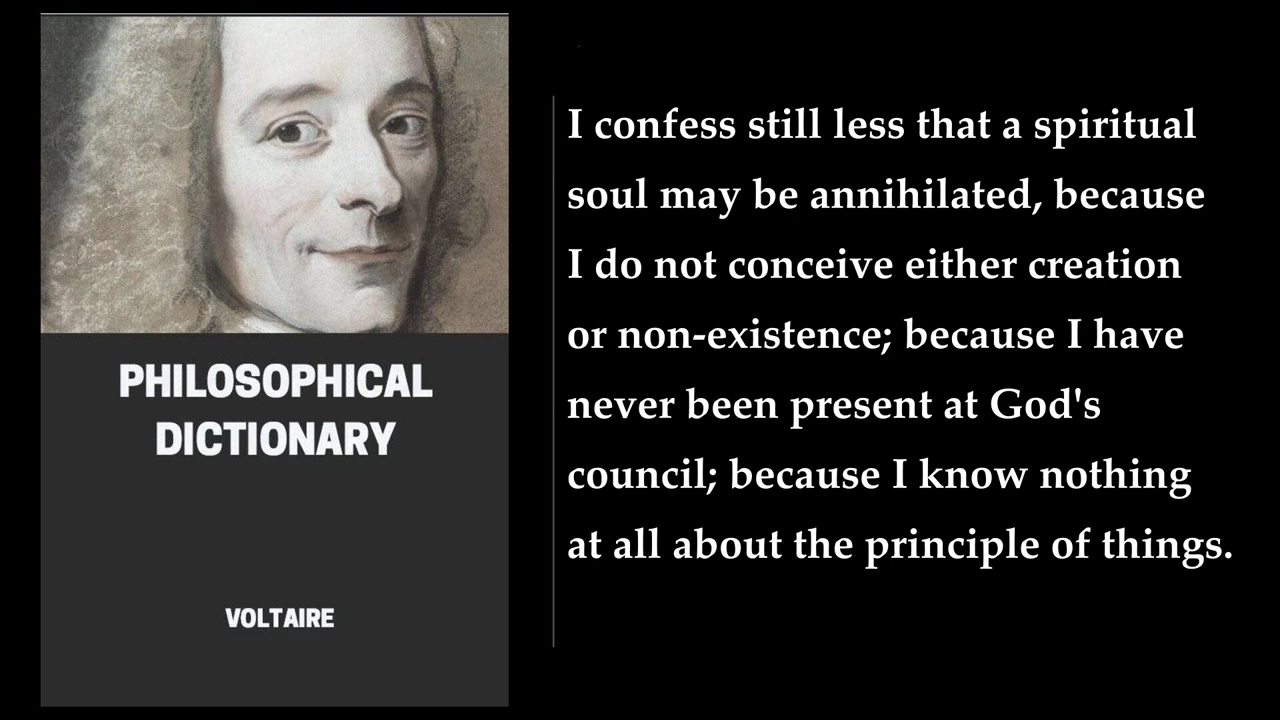 PHILOSOPHICAL
DICTIONARY
VOLTAIRE
I confess still less that a spiritual
soul may be annihilated, because
I do not conceive either creation
or non-existence; because I have
never been present at God's
council; because I know nothing
at all about the principle of things.